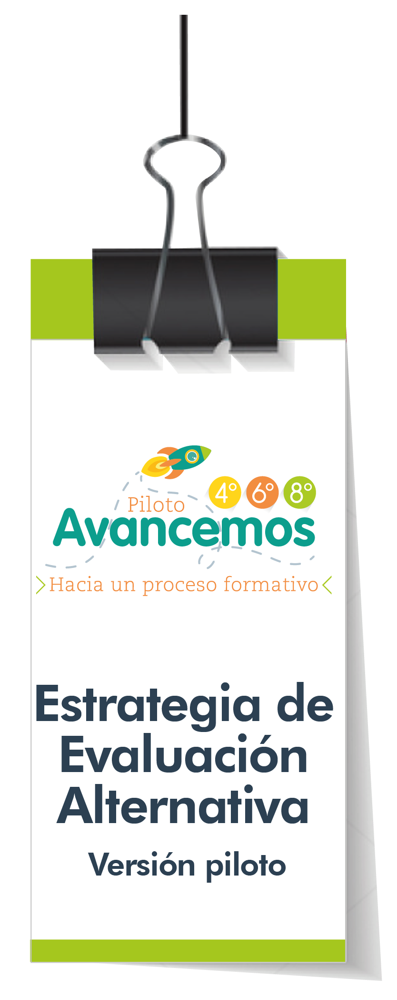 4° 6° 8°
Piloto
Avancemos
Hacia un proceso formativo
Estrategia de
Evaluación
Alternativa
Versión piloto